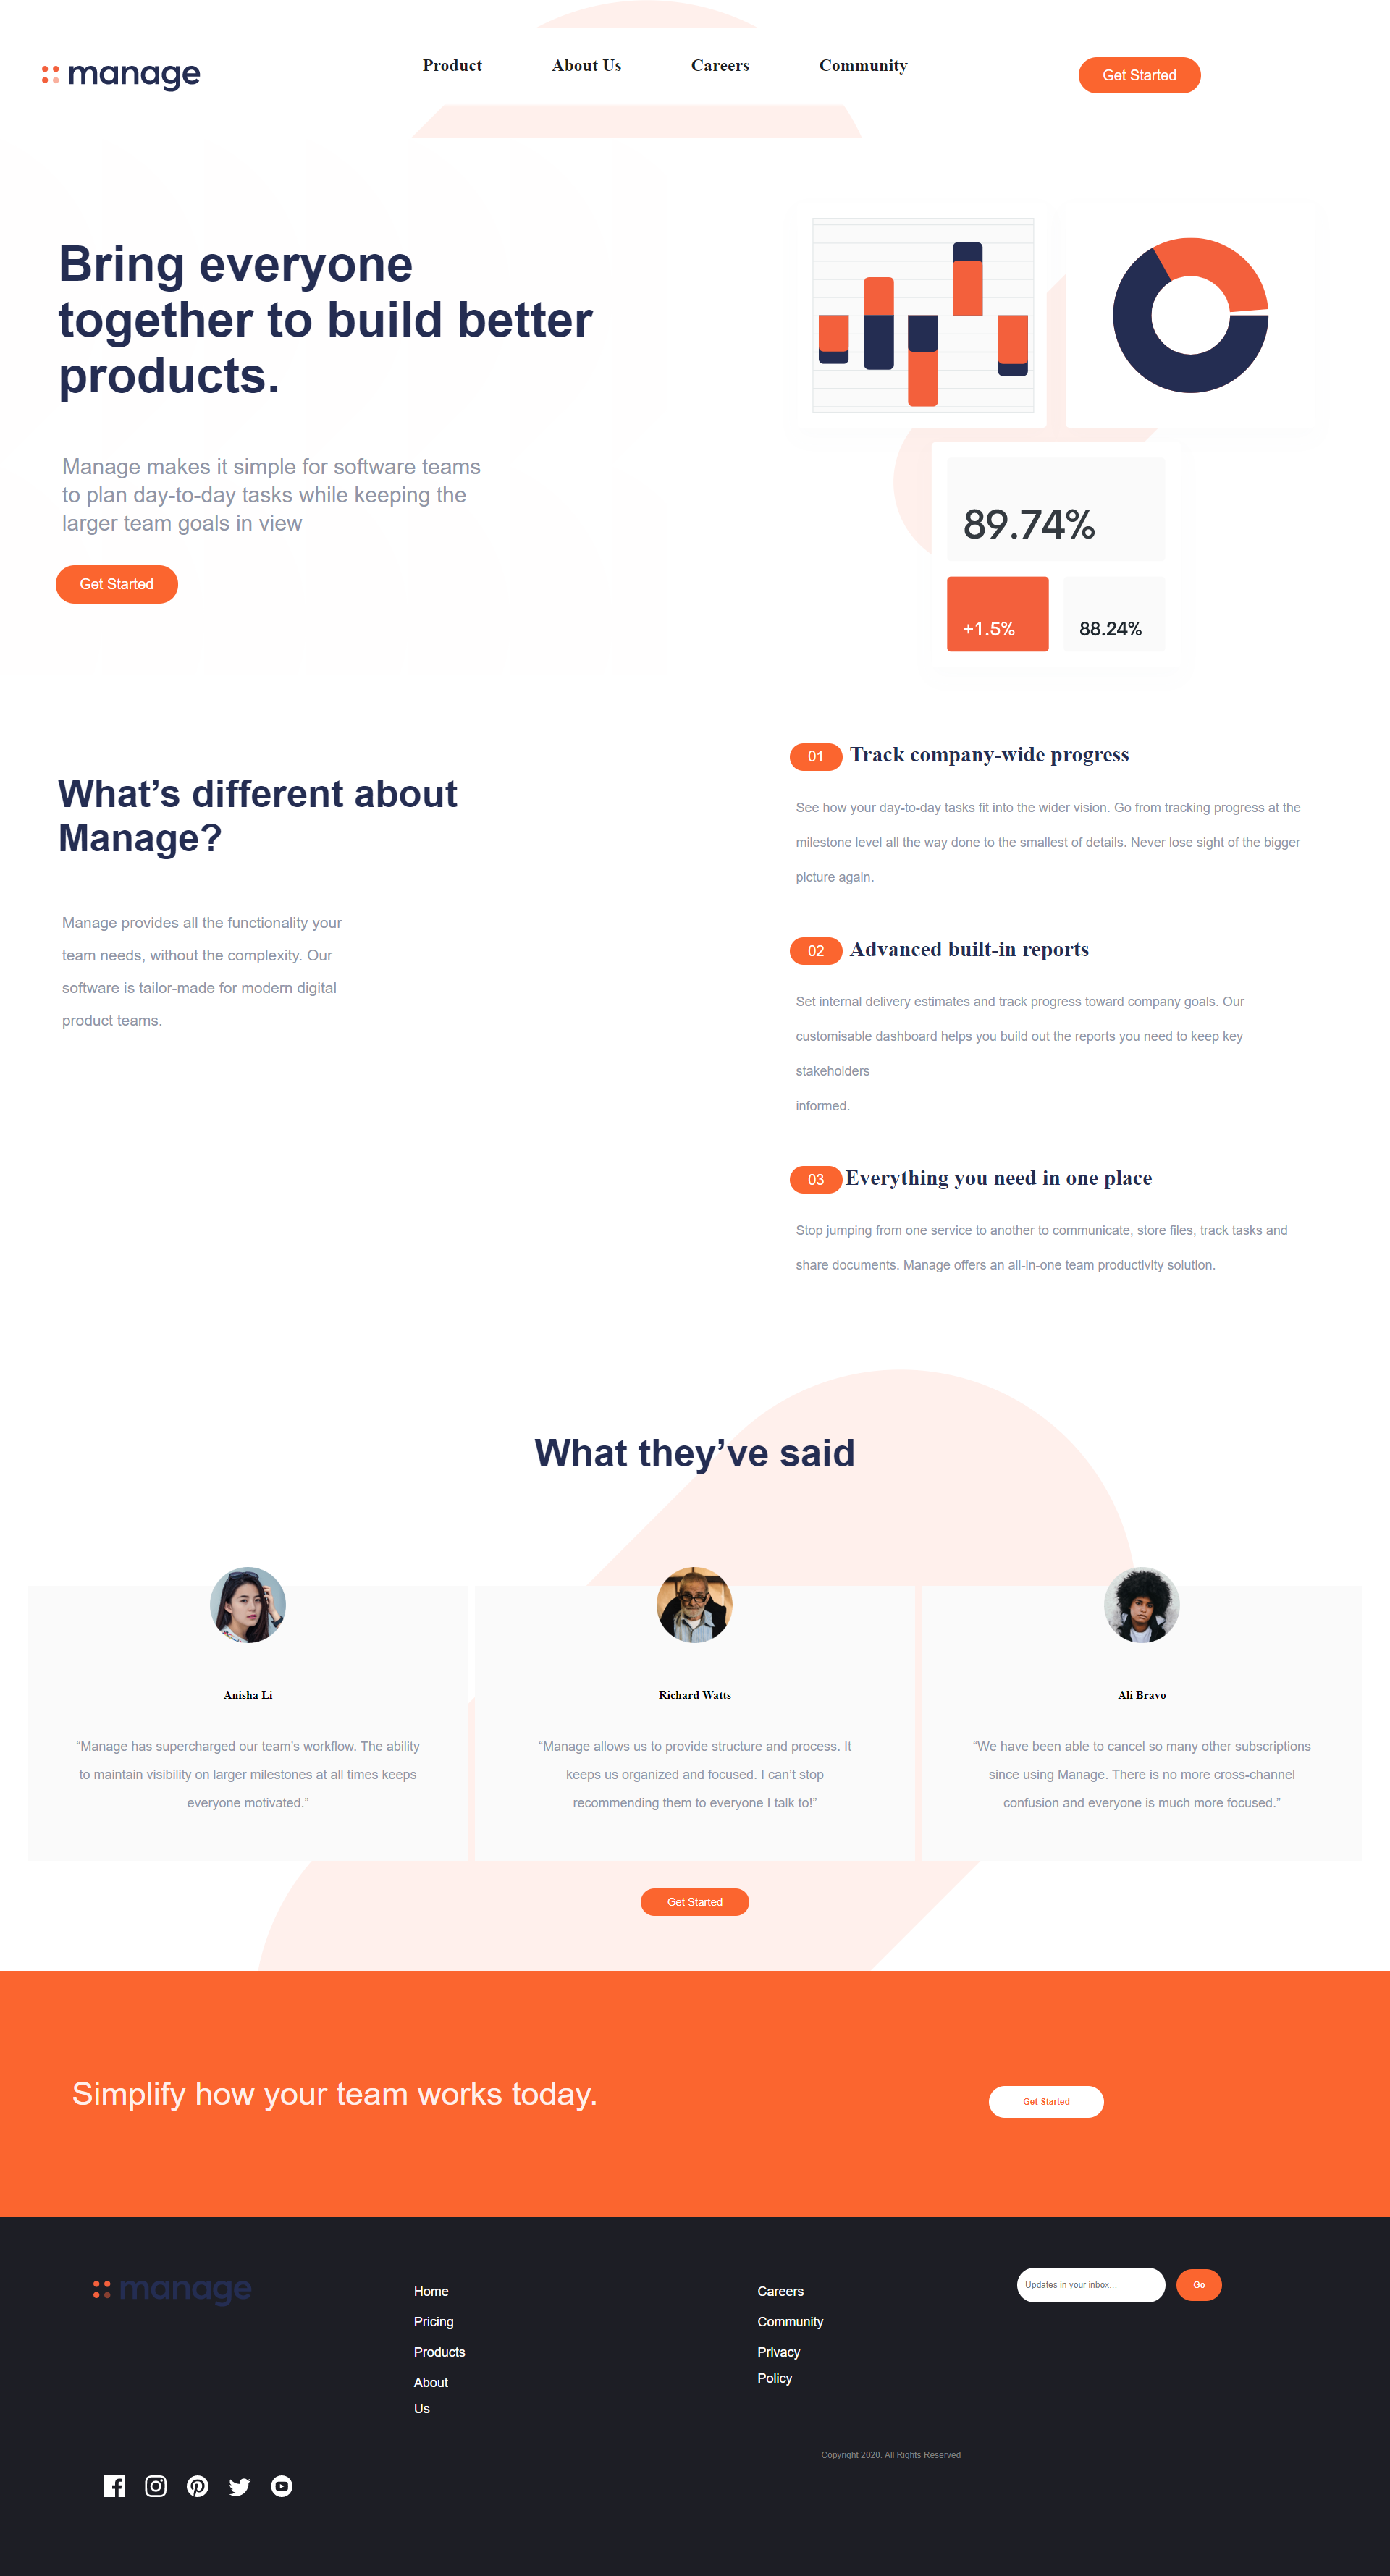 manage
Product
About Us
Careers
Community
Get Started
Bring everyone
together to build better
products.
Manage makes it simple for software teams
to plan day-to-day tasks while keeping the
larger team goals in view
Get Started
89.74%
+1.5%
88.24%
What’s different about
Manage?
Manage provides all the functionality your
team needs, without the complexity. Our
software is tailor-made for modern digital
product teams.
01 Track company-wide progress
See how your day-to-day tasks fit into the wider vision. Go from tracking progress at the
milestone level all the way done to the smallest of details. Never lose sight of the bigger
picture again.
02 Advanced built-in reports
Set internal delivery estimates and track progress toward company goals. Our
customisable dashboard helps you build out the reports you need to keep key
stakeholders
informed.
03 Everything you need in one place
Stop jumping from one service to another to communicate, store files, track tasks and
share documents. Manage offers an all-in-one team productivity solution.
What they’ve said
Anisha Li
“Manage has supercharged our team’s workflow. The ability
to maintain visibility on larger milestones at all times keeps
everyone motivated.”
Richard Watts
“Manage allows us to provide structure and process. It
keeps us organized and focused. I can’t stop
recommending them to everyone I talk to!”
Ali Bravo
“We have been able to cancel so many other subscriptions
since using Manage. There is no more cross-channel
confusion and everyone is much more focused.”
Get Started
Simplify how your team works today.
Get Started
manage
Home
Pricing
Products
About
Us
Careers
Community
Privacy
Policy
Updates in your inbox...
Go
Copyright 2020. All Rights Reserved